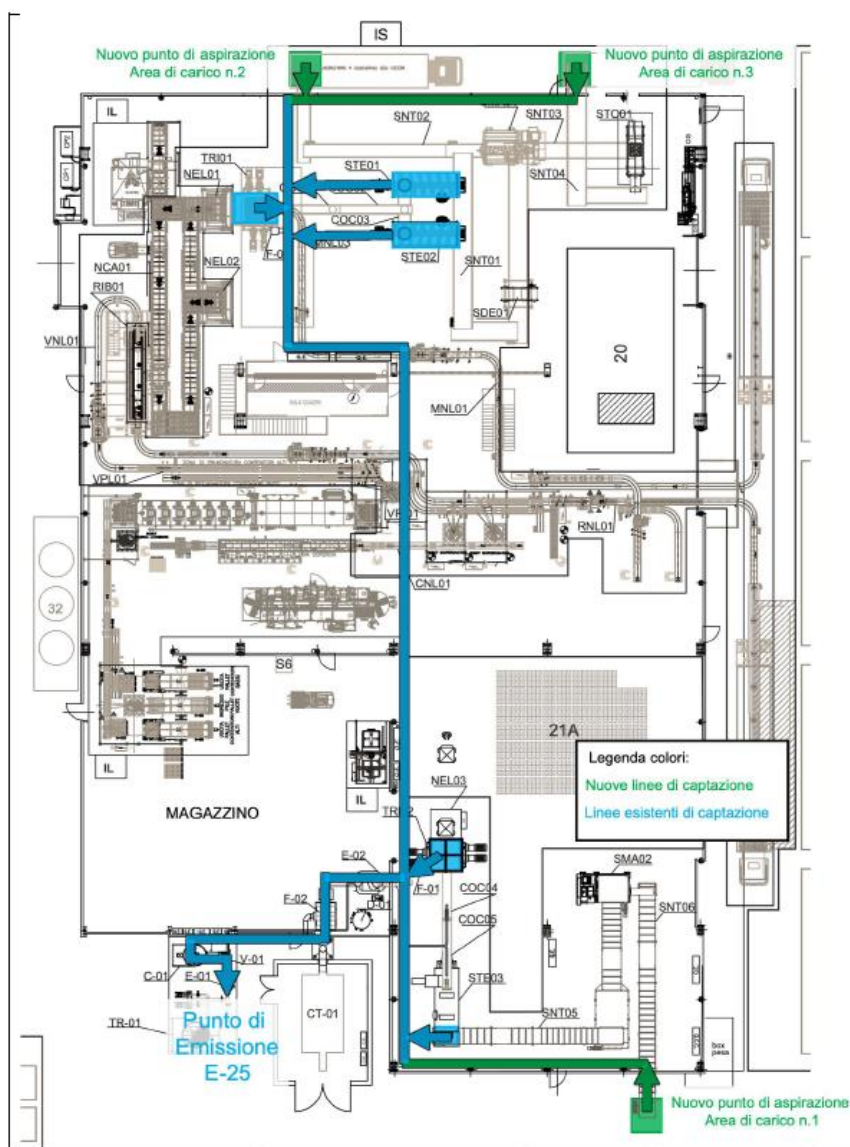 IS
Nuovo punto di aspirazione
Area di carico n.2
Nuovo punto di aspirazione
Area di carico n.3
IL
SNT02
SNT03
STO01
CP2
CP1
TRI01
NEL01
STE01
SNT04
COC03
STE02
NCA01
RIB01
NEL02
SNT01
SDE01
VNL01
20
MNL01
VPL01
RNL01
CNL01
32
S6
21A
Legenda colori:
Nuove linee di captazione
Linee esistenti di captazione
IL
IL
NEL03
MAGAZZINO
E-02
F-01
SMA02
COC04
COC05
SNT06
F-02
D-01
V-01
C-01
E-01
STE03
TR-01
CT-01
SNT05
Punto di
Emissione
E-25
box
pesa
Nuovo punto di aspirazione
Area di carico n.1